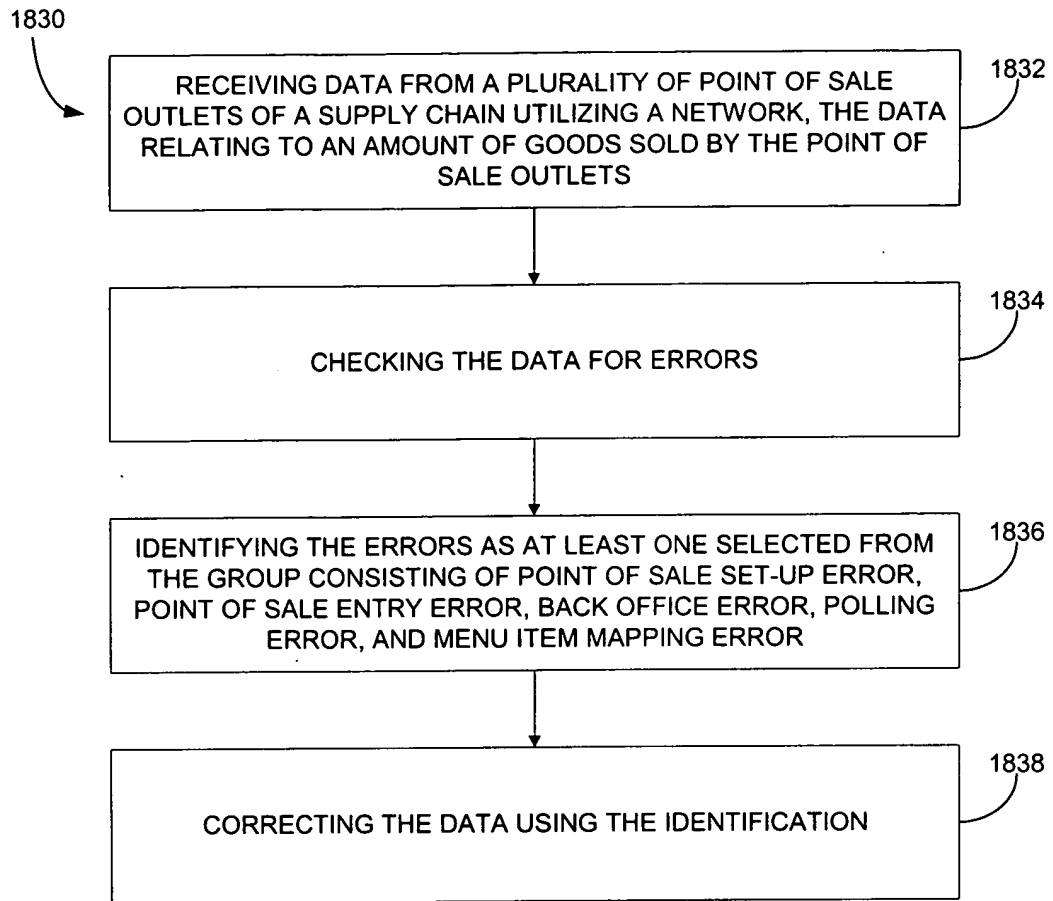 1830
RECEIVING DATA FROM A PLURALITY OF POINT OF SALE
OUTLETS OF A SUPPLY CHAIN UTILIZING A NETWORK, THE DATA
RELATING TO AN AMOUNT OF GOODS SOLD BY THE POINT OF
SALE OUTLETS
1832
CHECKING THE DATA FOR ERRORS
1834
IDENTIFYING THE ERRORS AS AT LEAST ONE SELECTED FROM
THE GROUP CONSISTING OF POINT OF SALE SET-UP ERROR,
POINT OF SALE ENTRY ERROR, BACK OFFICE ERROR, POLLING
ERROR, AND MENU ITEM MAPPING ERROR
1836
CORRECTING THE DATA USING THE IDENTIFICATION
1838